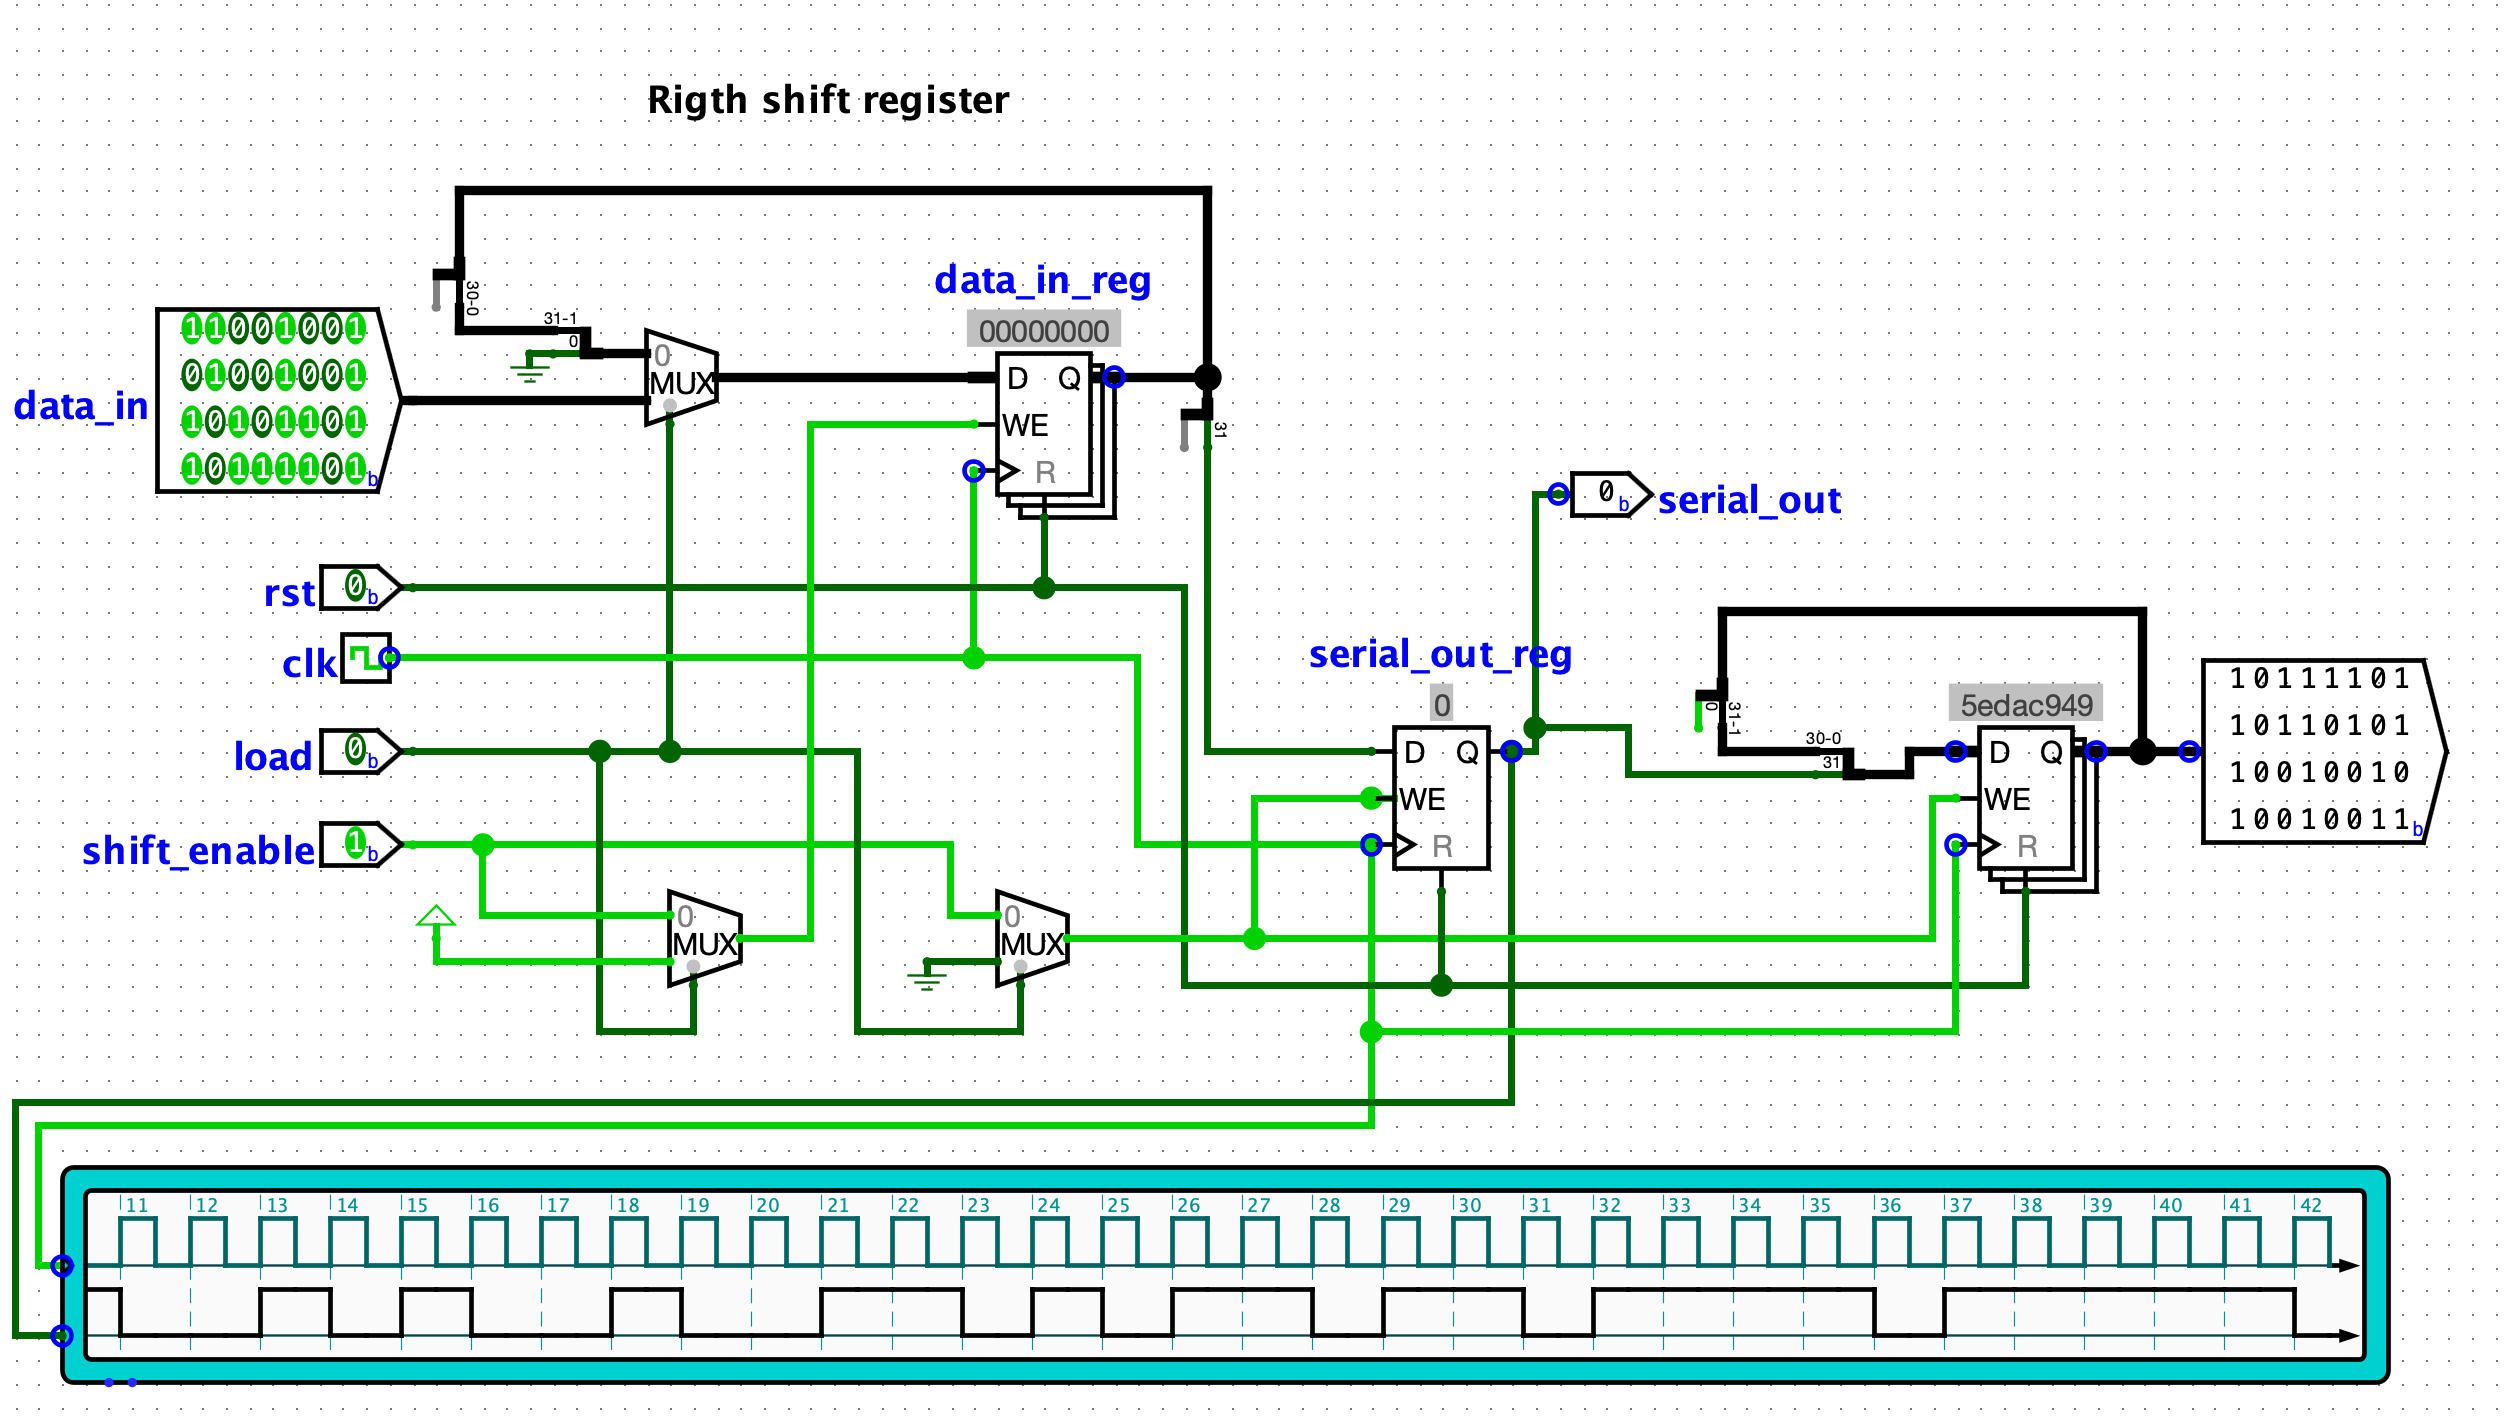 Rigth shift register
data_in_reg
30-0
31-1
0
11001001
01001001
10101101
10111101b
data_in
0
MUX
00000000
D Q
WE
R
31
0b
serial_out
rst
0b
clk
load
0b
shift_enable
1b
0
MUX
0
MUX
serial_out_reg
0
D Q
WE
R
0
31-1
30-0
31
5edac949
D Q
WE
R
10111101
10110101
10010010
10010011b
11 12 13 14 15 16 17 18 19 20 21 22 23 24 25 26 27 28 29 30 31 32 33 34 35 36 37 38 39 40 41 42